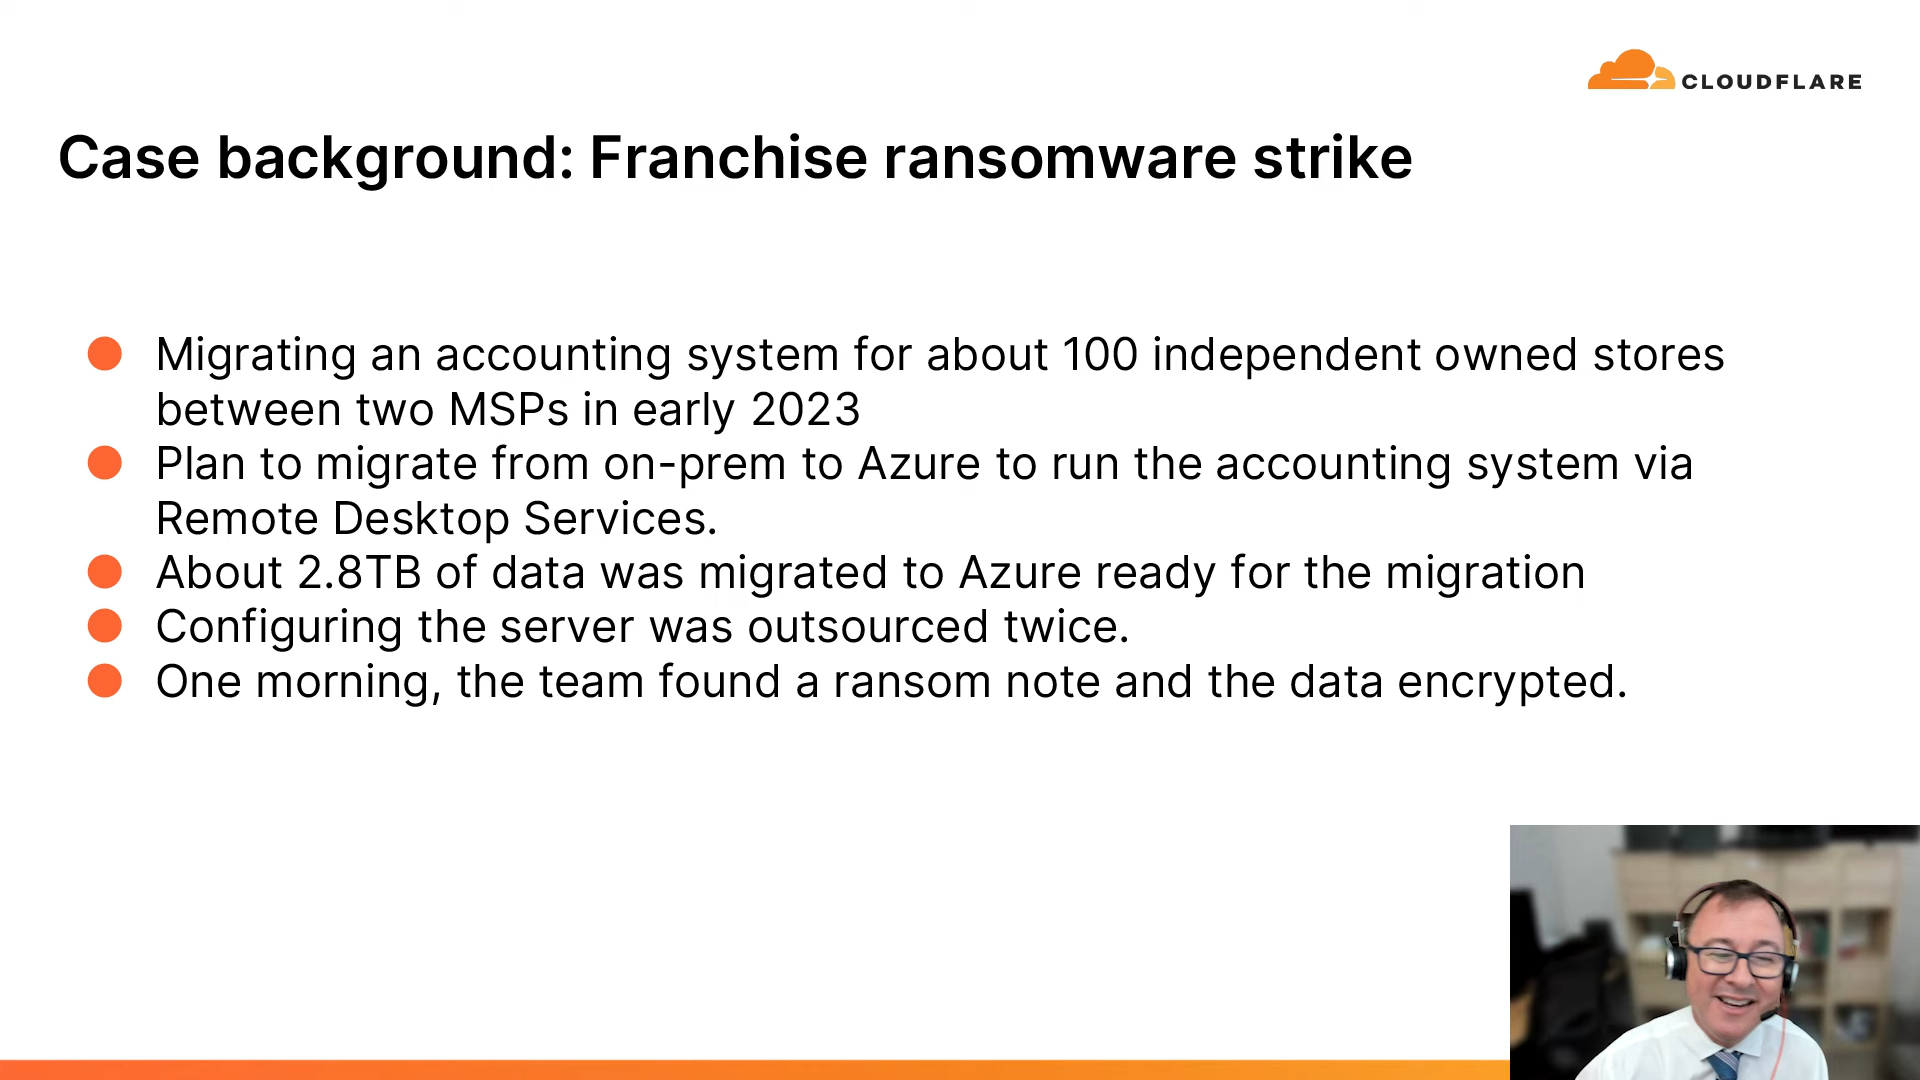 CLOUDFLARE
Case background: Franchise ransomware strike
Migrating an accounting system for about 100 independent owned stores
between two MSPs in early 2023
Plan to migrate from on-prem to Azure to run the accounting system via
Remote Desktop Services.
About 2.8TB of data was migrated to Azure ready for the migration
Configuring the server was outsourced twice.
One morning, the team found a ransom note and the data encrypted.